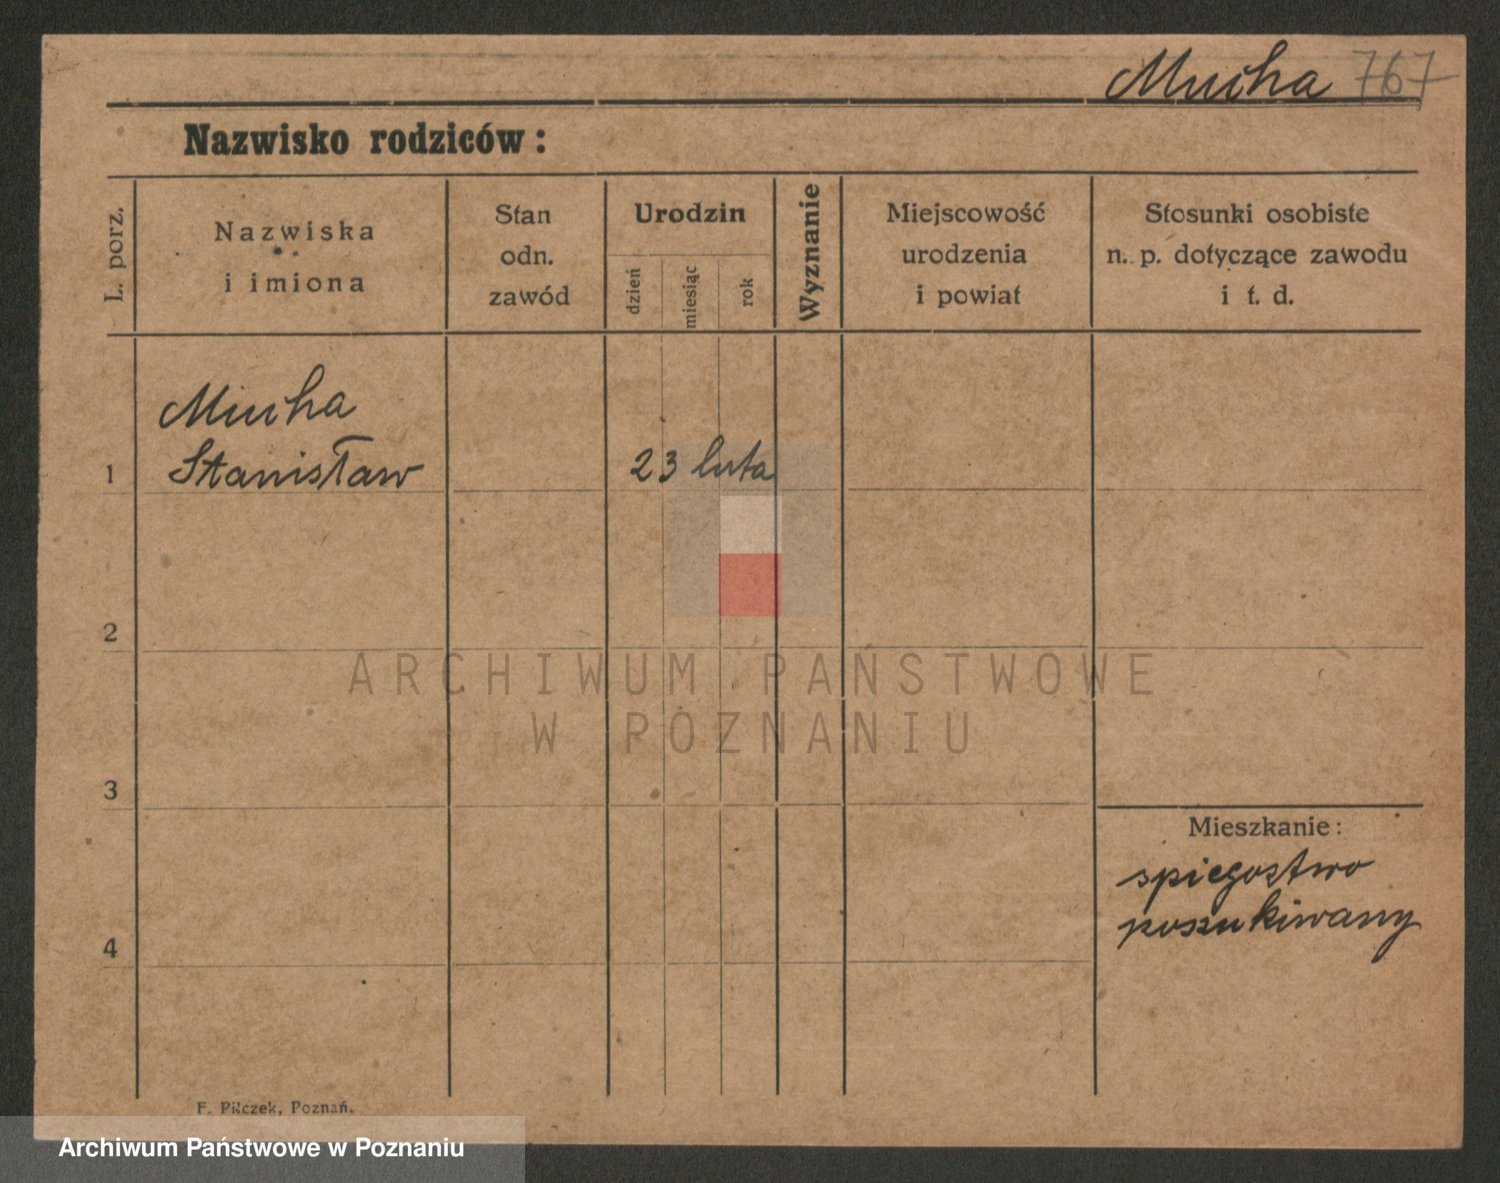 Mucha 767
Nazwisko rodziców:
L. porz.
Nazwiska
i imiona
Stan
odn.
zawód
Urodzin
dzień
miesiąc
rok
Wyznanie
Miejscowość
urodzenia
i powiat
Stosunki osobiste
n. p. dotyczące zawodu
i t. d.
Mucha
1 Stanisław 23 luta
2
ARCHIWUM PAŃSTWOWE
W POZNANIU
3
Mieszkanie:
spiegostwo
poszukiwany
4
F. Pilczek, Poznań.
Archiwum Państwowe w Poznaniu